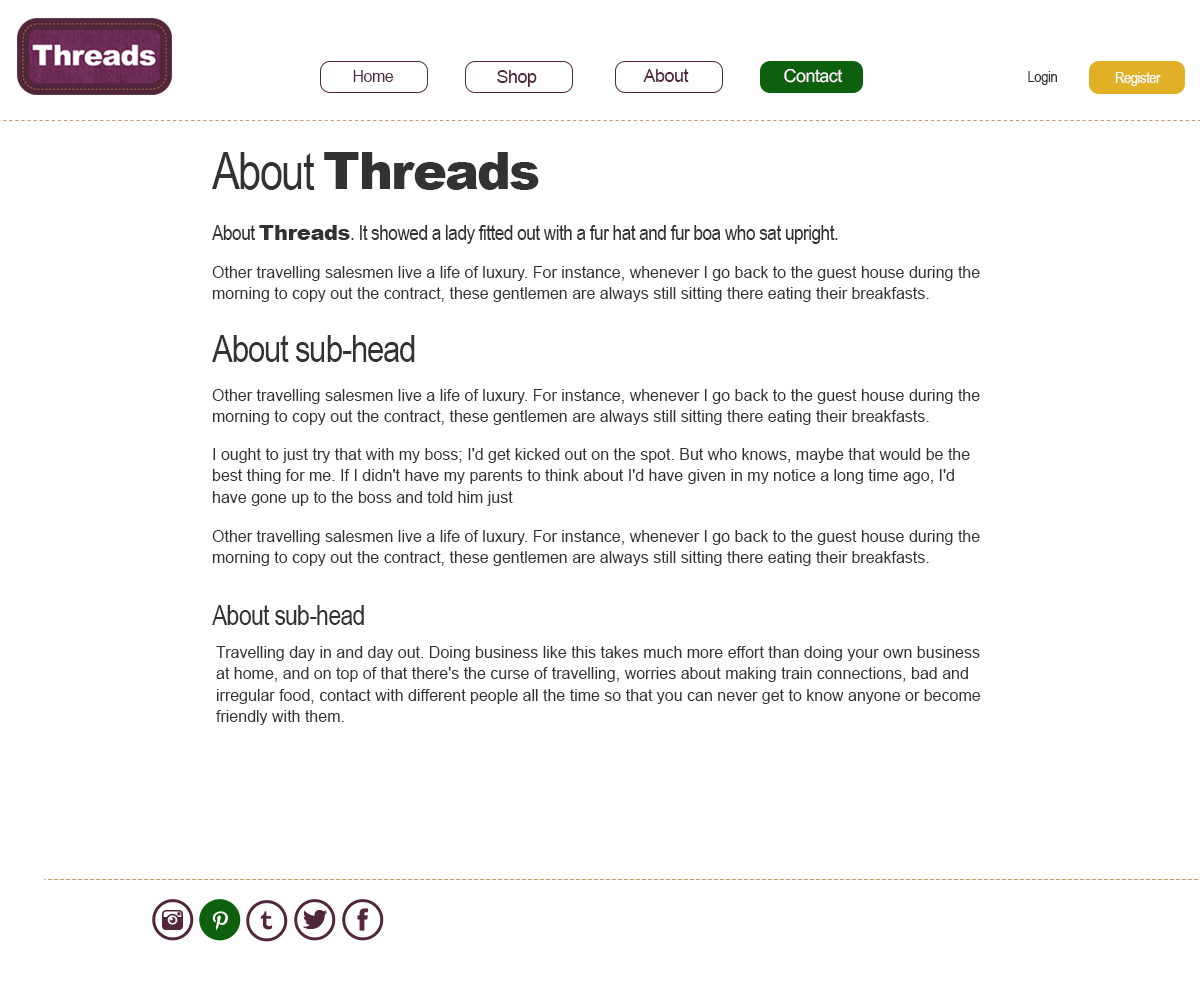 Threads
Home Shop About Contact Login Register
About Threads
About Threads. It showed a lady fitted out with a fur hat and fur boa who sat upright.
Other travelling salesmen live a life of luxury. For instance, whenever I go back to the guest house during the
morning to copy out the contract, these gentlemen are always still sitting there eating their breakfasts.
About sub-head
Other travelling salesmen live a life of luxury. For instance, whenever I go back to the guest house during the
morning to copy out the contract, these gentlemen are always still sitting there eating their breakfasts.
I ought to just try that with my boss; I'd get kicked out on the spot. But who knows, maybe that would be the
best thing for me. If I didn't have my parents to think about I'd have given in my notice a long time ago, I'd
have gone up to the boss and told him just
Other travelling salesmen live a life of luxury. For instance, whenever I go back to the guest house during the
morning to copy out the contract, these gentlemen are always still sitting there eating their breakfasts.
About sub-head
Travelling day in and day out. Doing business like this takes much more effort than doing your own business
at home, and on top of that there's the curse of travelling, worries about making train connections, bad and
irregular food, contact with different people all the time so that you can never get to know anyone or become
friendly with them.